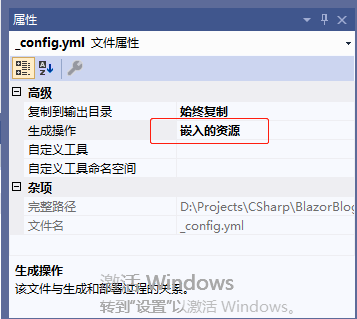 属性
_config.yml 文件属性
高级
复制到输出目录 始终复制
生成操作 嵌入的资源
自定义工具
自定义工具命名空间
杂项
完整路径 D:\Projects\CSharp\BlazorBlog
文件名 _config.yml
生成操作
该文件与生成和部署过程的关系。
激活 Windows
转到"设置"以激活 Windows。